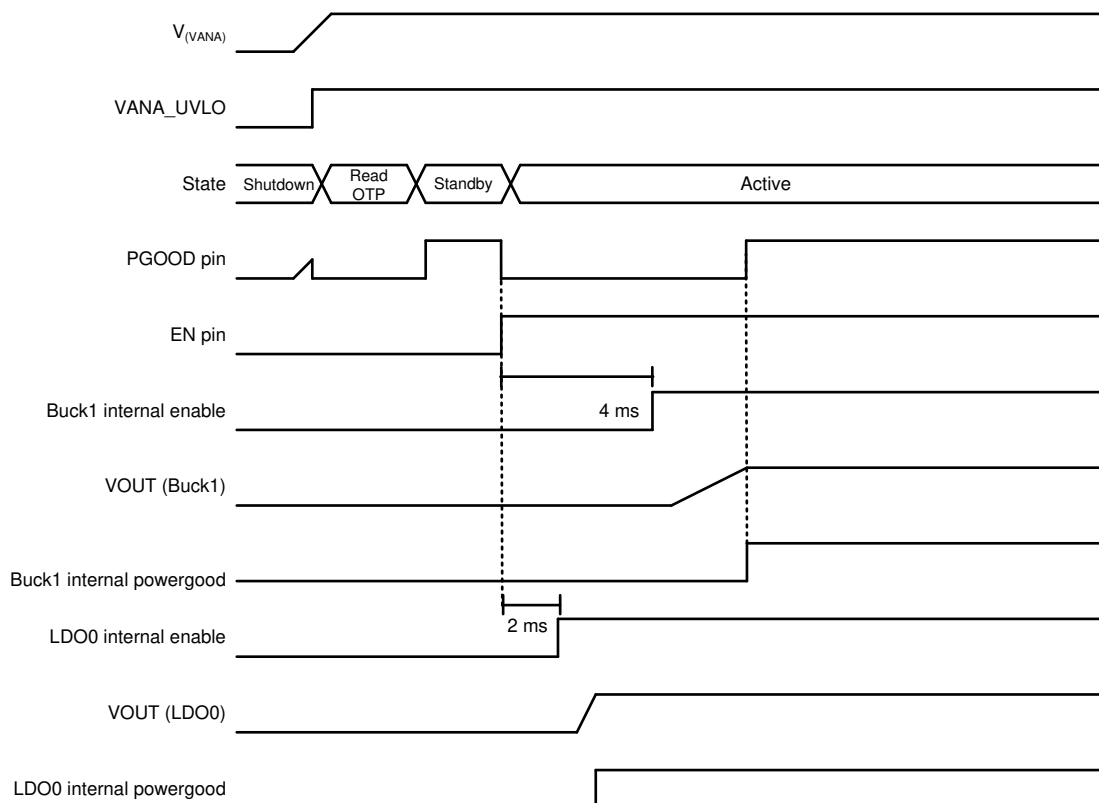 V(VANA)
VANA_UVLO
State Shutdown Read OTP Standby Active
PGOOD pin
EN pin
Buck1 internal enable 4 ms
VOUT (Buck1)
Buck1 internal powergood
LDO0 internal enable 2 ms
VOUT (LDO0)
LDO0 internal powergood